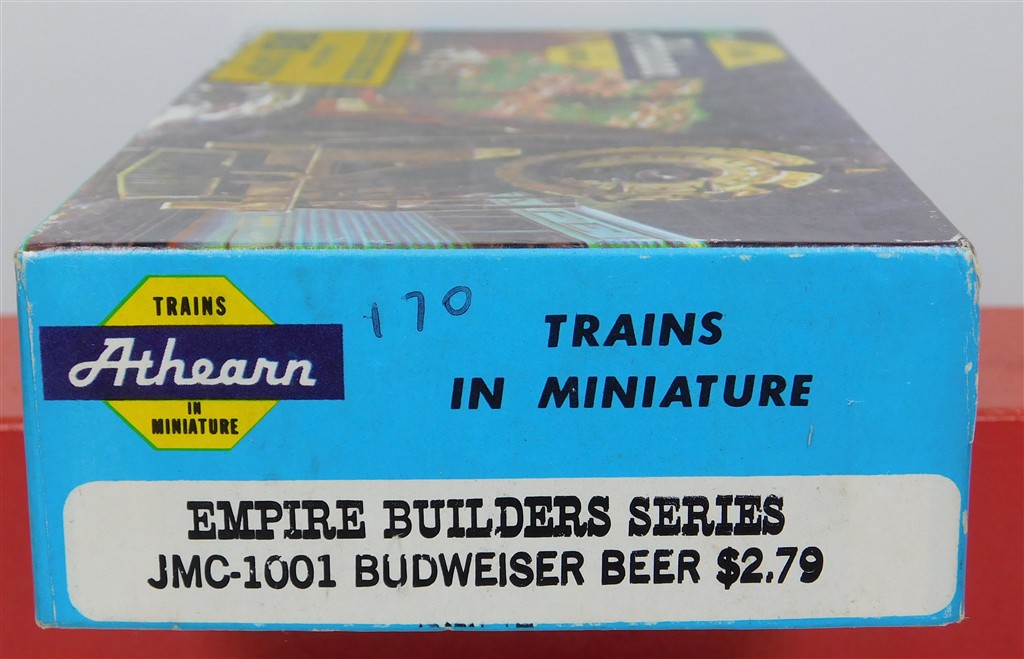 TRAINS
Athearn
IN
MINIATURE
170
TRAINS
IN MINIATURE
EMPIRE BUILDERS SERIES
JMC-1001 BUDWEISER BEER $2.79